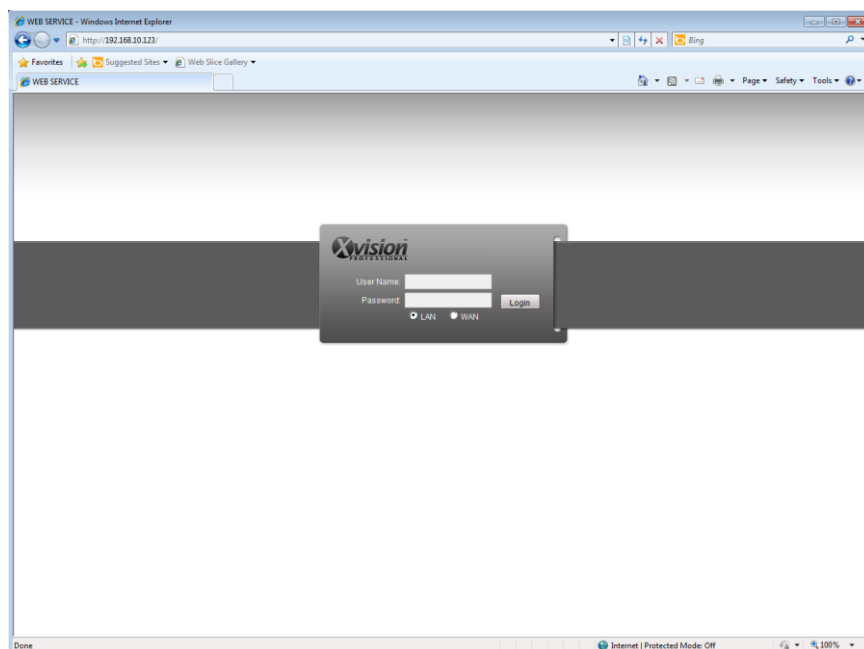 WEB SERVICE - Windows Internet Explorer
http://192.168.10.123/
Bing
Favorites Suggested Sites Web Slice Gallery
WEB SERVICE Page Safety Tools
Xvision
PROFESSIONAL
User Name:
Password:
Login
LAN WAN
Done Internet | Protected Mode: Off 100%